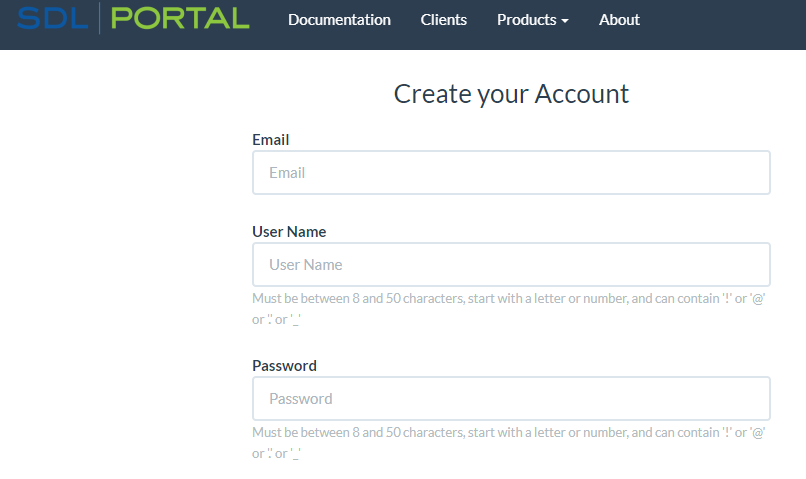 SDL | PORTAL Documentation Clients Products About
Create your Account
Email
Email
User Name
User Name
Must be between 8 and 50 characters, start with a letter or number, and can contain '!' or '@'
or '.' or '_'
Password
Password
Must be between 8 and 50 characters, start with a letter or number, and can contain '!' or '@'
or '.' or '_'